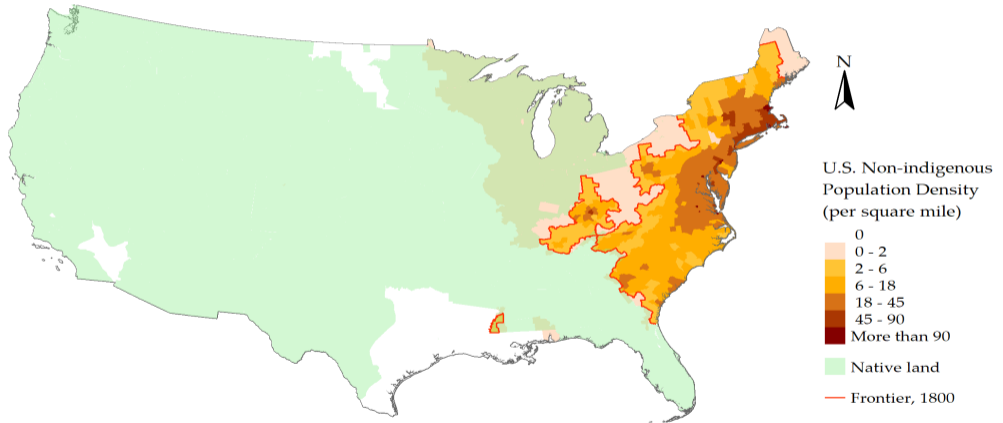 N
U.S. Non-indigenous
Population Density
(per square mile)
0
0 - 2
2 - 6
6 - 18
18 - 45
45 - 90
More than 90
Native land
Frontier, 1800